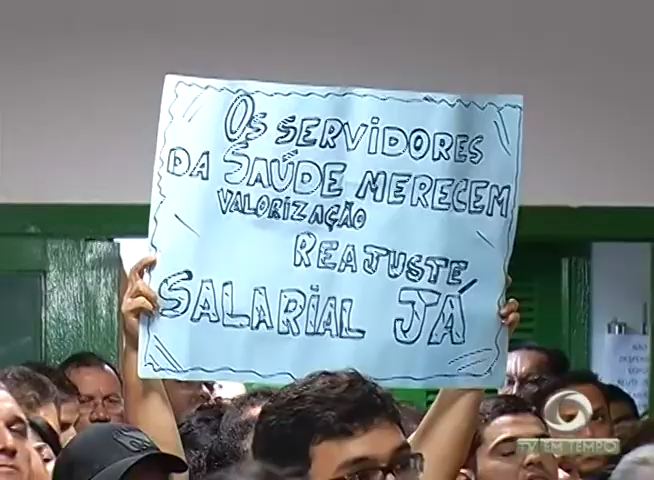 OS SERVIDORES
DA SAÚDE MERECEM
VALORIZAÇÃO
REAJUSTE
SALARIAL JÁ
TV EM TEMPO